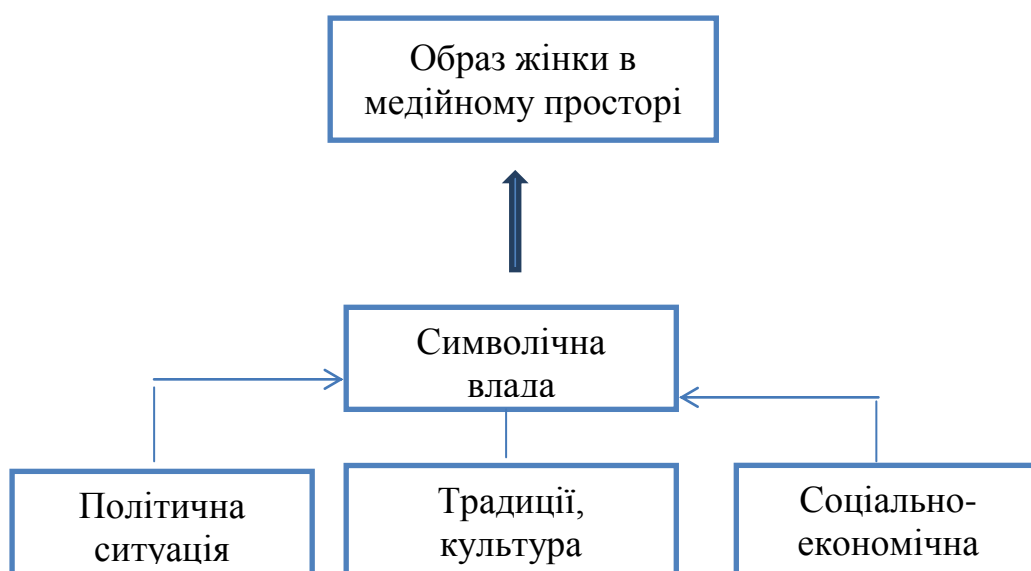 Образ жінки в
медійному просторі
Символічна
влада
Політична
ситуація
Традиції,
культура
Соціально-
економічна